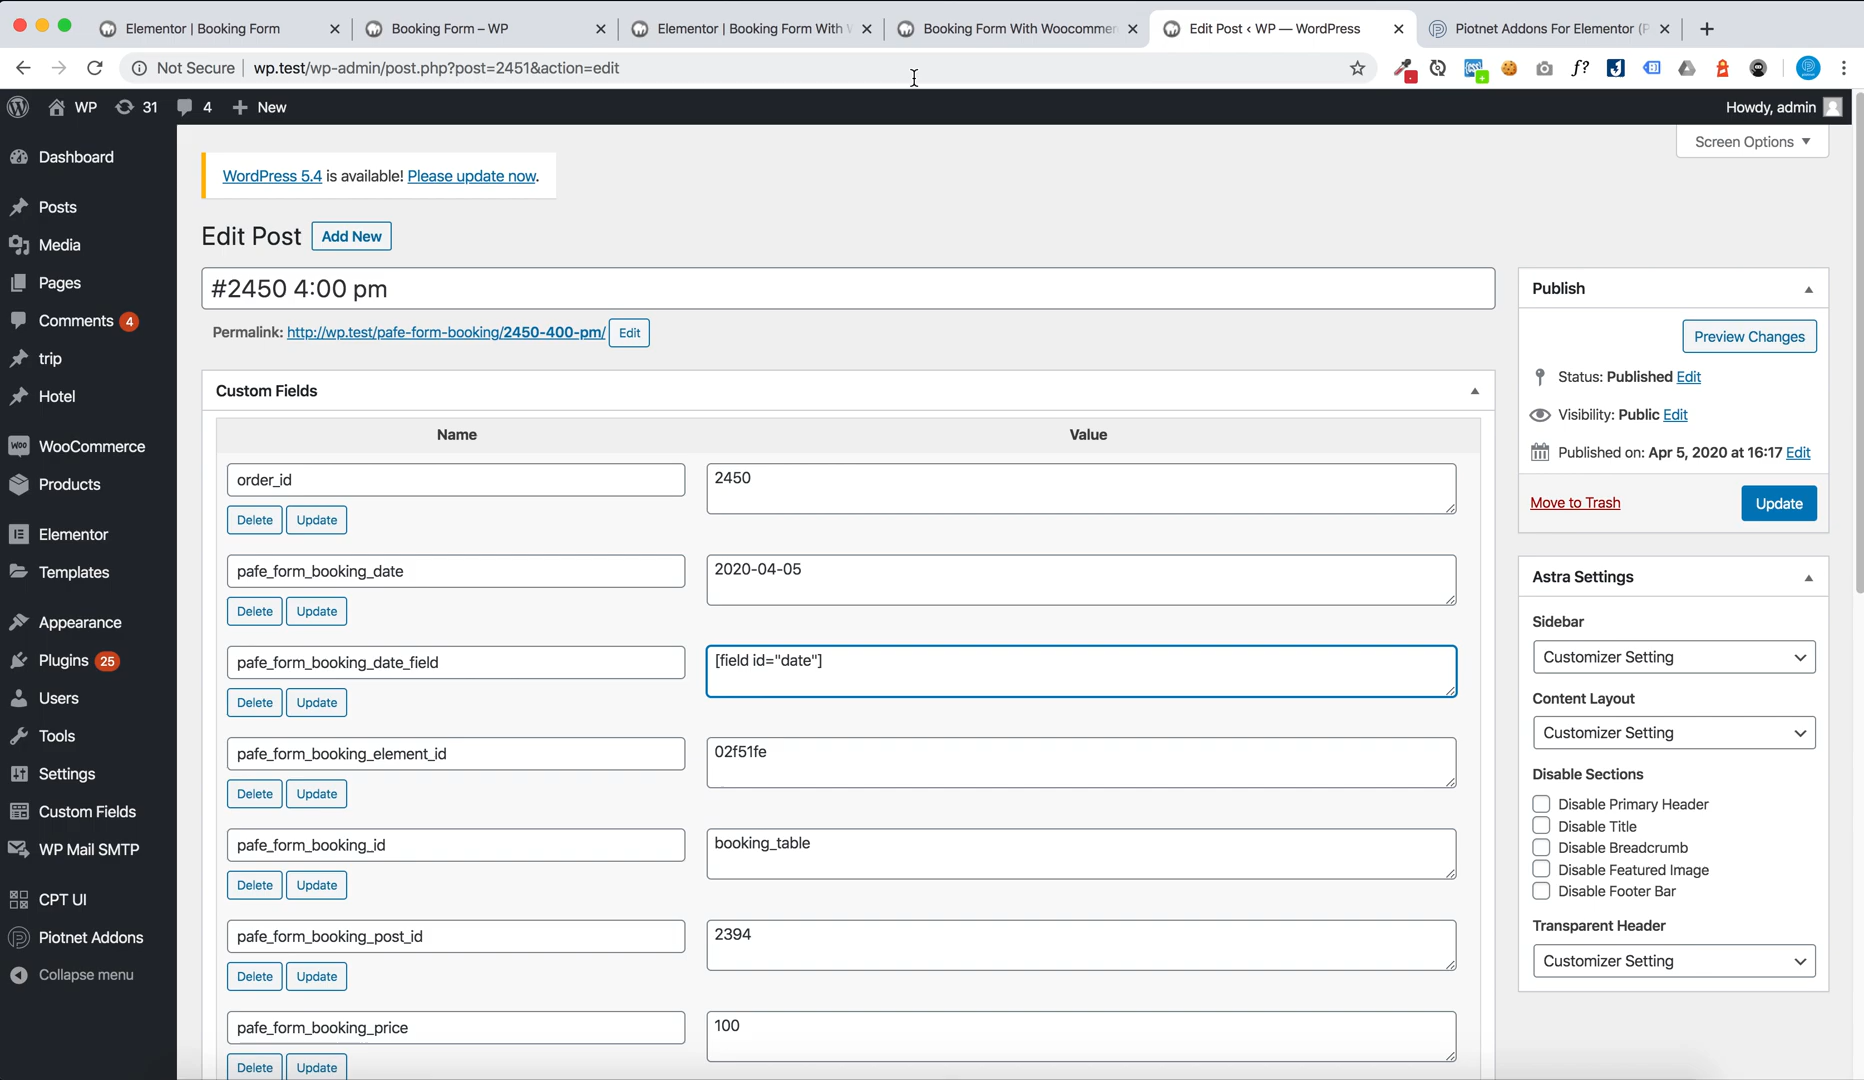 Elementor | Booking Form
Booking Form – WP
Elementor | Booking Form With
Booking Form With Woocommer
Edit Post ‹ WP — WordPress
Piotnet Addons For Elementor (P
Not Secure
wp.test/wp-admin/post.php?post=2451&action=edit
f?
WP
31
4
New
Howdy, admin
Screen Options
Dashboard
Posts
Media
Pages
Comments 4
trip
Hotel
WooCommerce
Products
Elementor
Templates
Appearance
Plugins 25
Users
Tools
Settings
Custom Fields
WP Mail SMTP
CPT UI
Piotnet Addons
Collapse menu
WordPress 5.4 is available! Please update now.
Edit Post Add New
#2450 4:00 pm
Permalink: http://wp.test/pafe-form-booking/2450-400-pm/ Edit
Custom Fields
Name Value
order_id 2450
Delete Update
pafe_form_booking_date 2020-04-05
Delete Update
pafe_form_booking_date_field [field id="date"]
Delete Update
pafe_form_booking_element_id 02f51fe
Delete Update
pafe_form_booking_id booking_table
Delete Update
pafe_form_booking_post_id 2394
Delete Update
pafe_form_booking_price 100
Delete Update
Publish
Preview Changes
Status: Published Edit
Visibility: Public Edit
Published on: Apr 5, 2020 at 16:17 Edit
Move to Trash Update
Astra Settings
Sidebar
Customizer Setting
Content Layout
Customizer Setting
Disable Sections
Disable Primary Header
Disable Title
Disable Breadcrumb
Disable Featured Image
Disable Footer Bar
Transparent Header
Customizer Setting